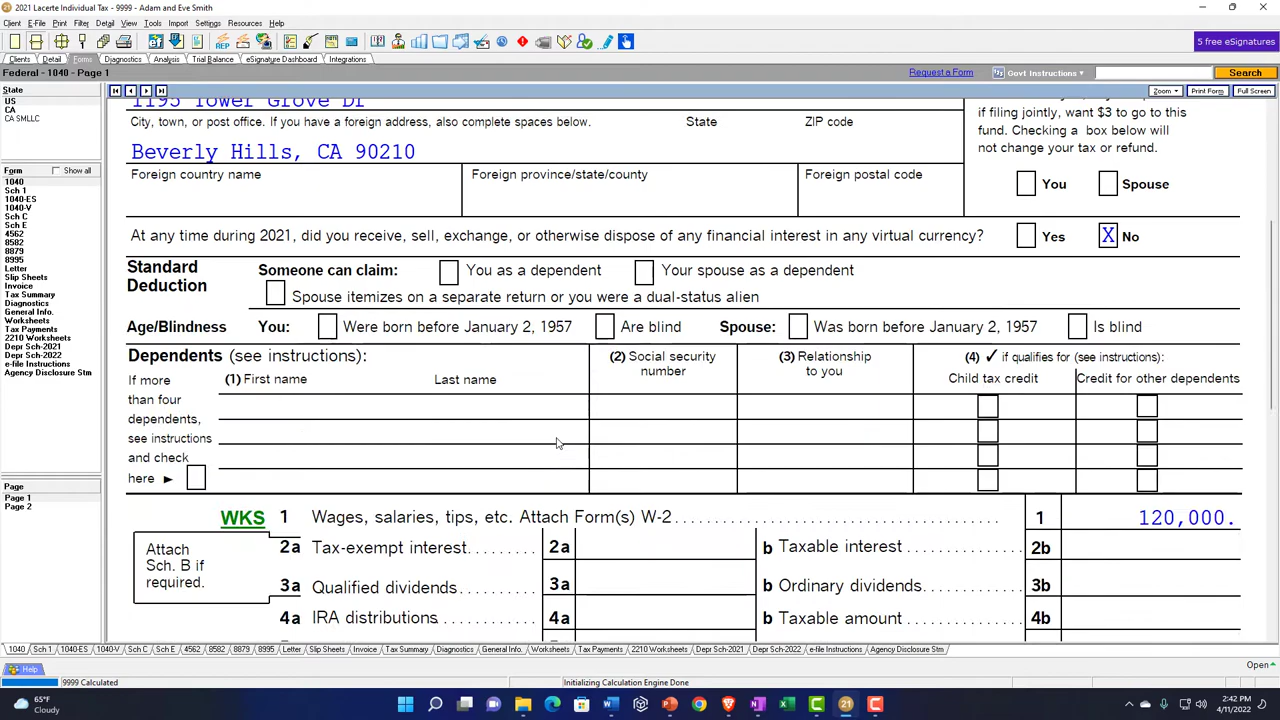 2021 Lacerte Individual Tax - 9999 - Adam and Eve Smith
Client E-File Print Filter Detail View Tools Import Settings Resources Help
REP
5 free eSignatures
Clients Detail Forms Diagnostics Analysis Trial Balance eSignature Dashboard Integrations
Federal - 1040 - Page 1
Request a Form
Govt Instructions
Search
Zoom
Print Form
Full Screen
State
US
CA
CA SMLLC
Form Show all
1040
Sch 1
1040-ES
1040-V
Sch C
Sch E
4562
8582
8879
8995
Letter
Slip Sheets
Invoice
Tax Summary
Diagnostics
General Info.
Worksheets
Tax Payments
2210 Worksheets
Depr Sch-2021
Depr Sch-2022
e-file Instructions
Agency Disclosure Stm
Page
Page 1
Page 2
1195 Tower Grove Dr
City, town, or post office. If you have a foreign address, also complete spaces below. State ZIP code
Beverly Hills, CA 90210
Foreign country name Foreign province/state/county Foreign postal code
if filing jointly, want $3 to go to this
fund. Checking a box below will
not change your tax or refund.
You Spouse
At any time during 2021, did you receive, sell, exchange, or otherwise dispose of any financial interest in any virtual currency? Yes X No
Standard
Deduction
Someone can claim: You as a dependent Your spouse as a dependent
Spouse itemizes on a separate return or you were a dual-status alien
Age/Blindness You: Were born before January 2, 1957 Are blind Spouse: Was born before January 2, 1957 Is blind
Dependents (see instructions):
If more
than four
dependents,
see instructions
and check
here ►
(1) First name Last name
(2) Social security
number
(3) Relationship
to you
(4) ✓ if qualifies for (see instructions):
Child tax credit Credit for other dependents
WKS 1 Wages, salaries, tips, etc. Attach Form(s) W-2 1 120,000.
Attach
Sch. B if
required.
2a Tax-exempt interest 2a b Taxable interest 2b
3a Qualified dividends 3a b Ordinary dividends 3b
4a IRA distributions 4a b Taxable amount 4b
1040 Sch 1 1040-ES 1040-V Sch C Sch E 4562 8582 8879 8995 Letter Slip Sheets Invoice Tax Summary Diagnostics General Info. Worksheets Tax Payments 2210 Worksheets Depr Sch-2021 Depr Sch-2022 e-file Instructions Agency Disclosure Stm
Help
Open
9999 Calculated
Initializing Calculation Engine Done
65°F
Cloudy
2:42 PM
4/11/2022